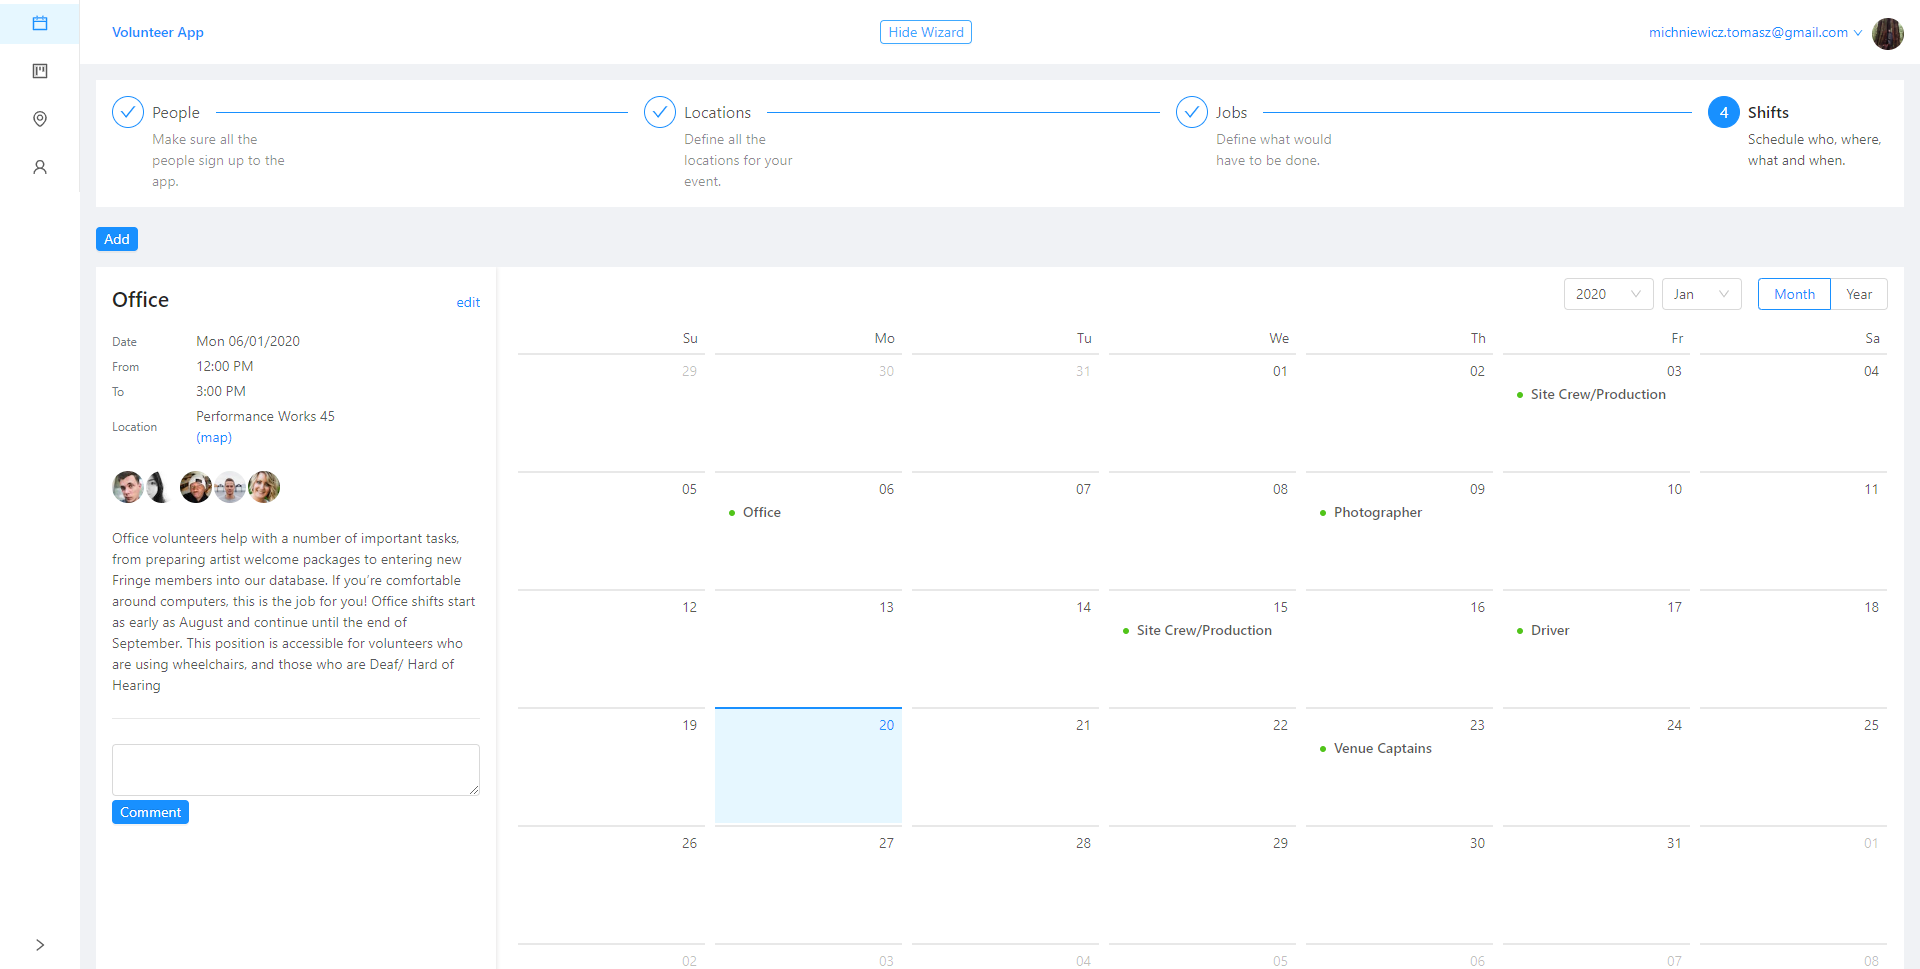 Volunteer App
Hide Wizard
michniewicz.tomasz@gmail.com
People
Make sure all the
people sign up to the
app.
Locations
Define all the
locations for your
event.
Jobs
Define what would
have to be done.
4 Shifts
Schedule who, where,
what and when.
Add
Office
edit
Date Mon 06/01/2020
From 12:00 PM
To 3:00 PM
Location Performance Works 45
(map)
Office volunteers help with a number of important tasks,
from preparing artist welcome packages to entering new
Fringe members into our database. If you're comfortable
around computers, this is the job for you! Office shifts start
as early as August and continue until the end of
September. This position is accessible for volunteers who
are using wheelchairs, and those who are Deaf/ Hard of
Hearing
Comment
2020 Jan Month Year
Su Mo Tu We Th Fr Sa
29 30 31 01 02 03 04
Site Crew/Production
05 06 07 08 09 10 11
Office Photographer
12 13 14 15 16 17 18
Site Crew/Production Driver
19 20 21 22 23 24 25
Venue Captains
26 27 28 29 30 31 01
02 03 04 05 06 07 08